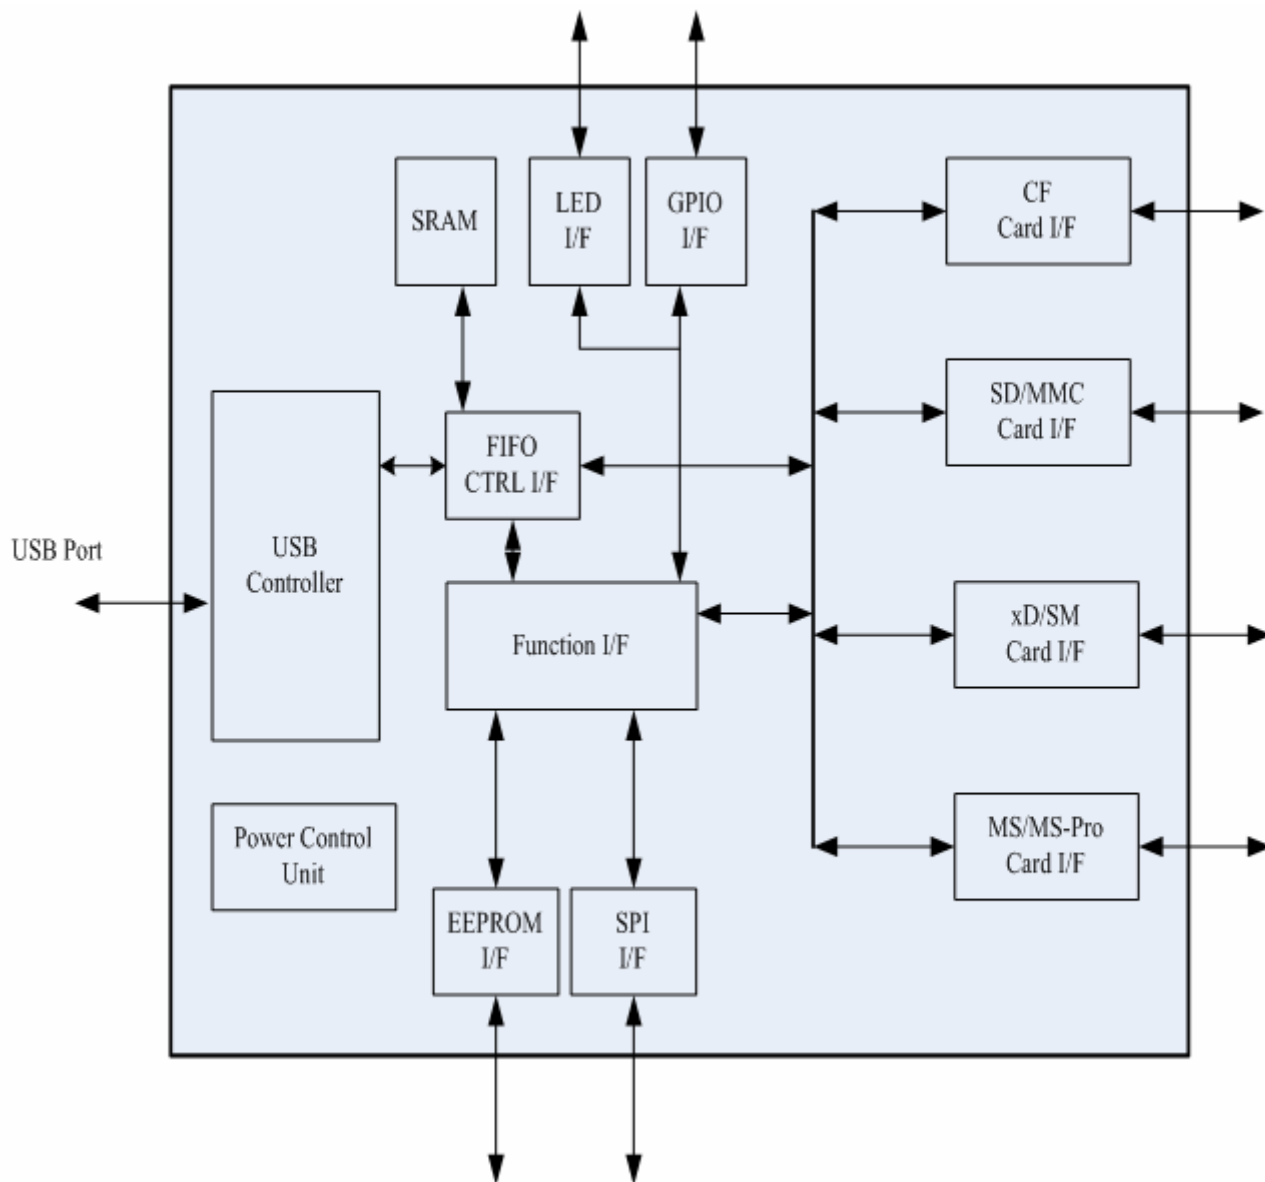 SRAM
LED
I/F
GPIO
I/F
CF
Card I/F
SD/MMC
Card I/F
FIFO
CTRL I/F
USB Port
USB
Controller
Function I/F
xD/SM
Card I/F
Power Control
Unit
MS/MS-Pro
Card I/F
EEPROM
I/F
SPI
I/F